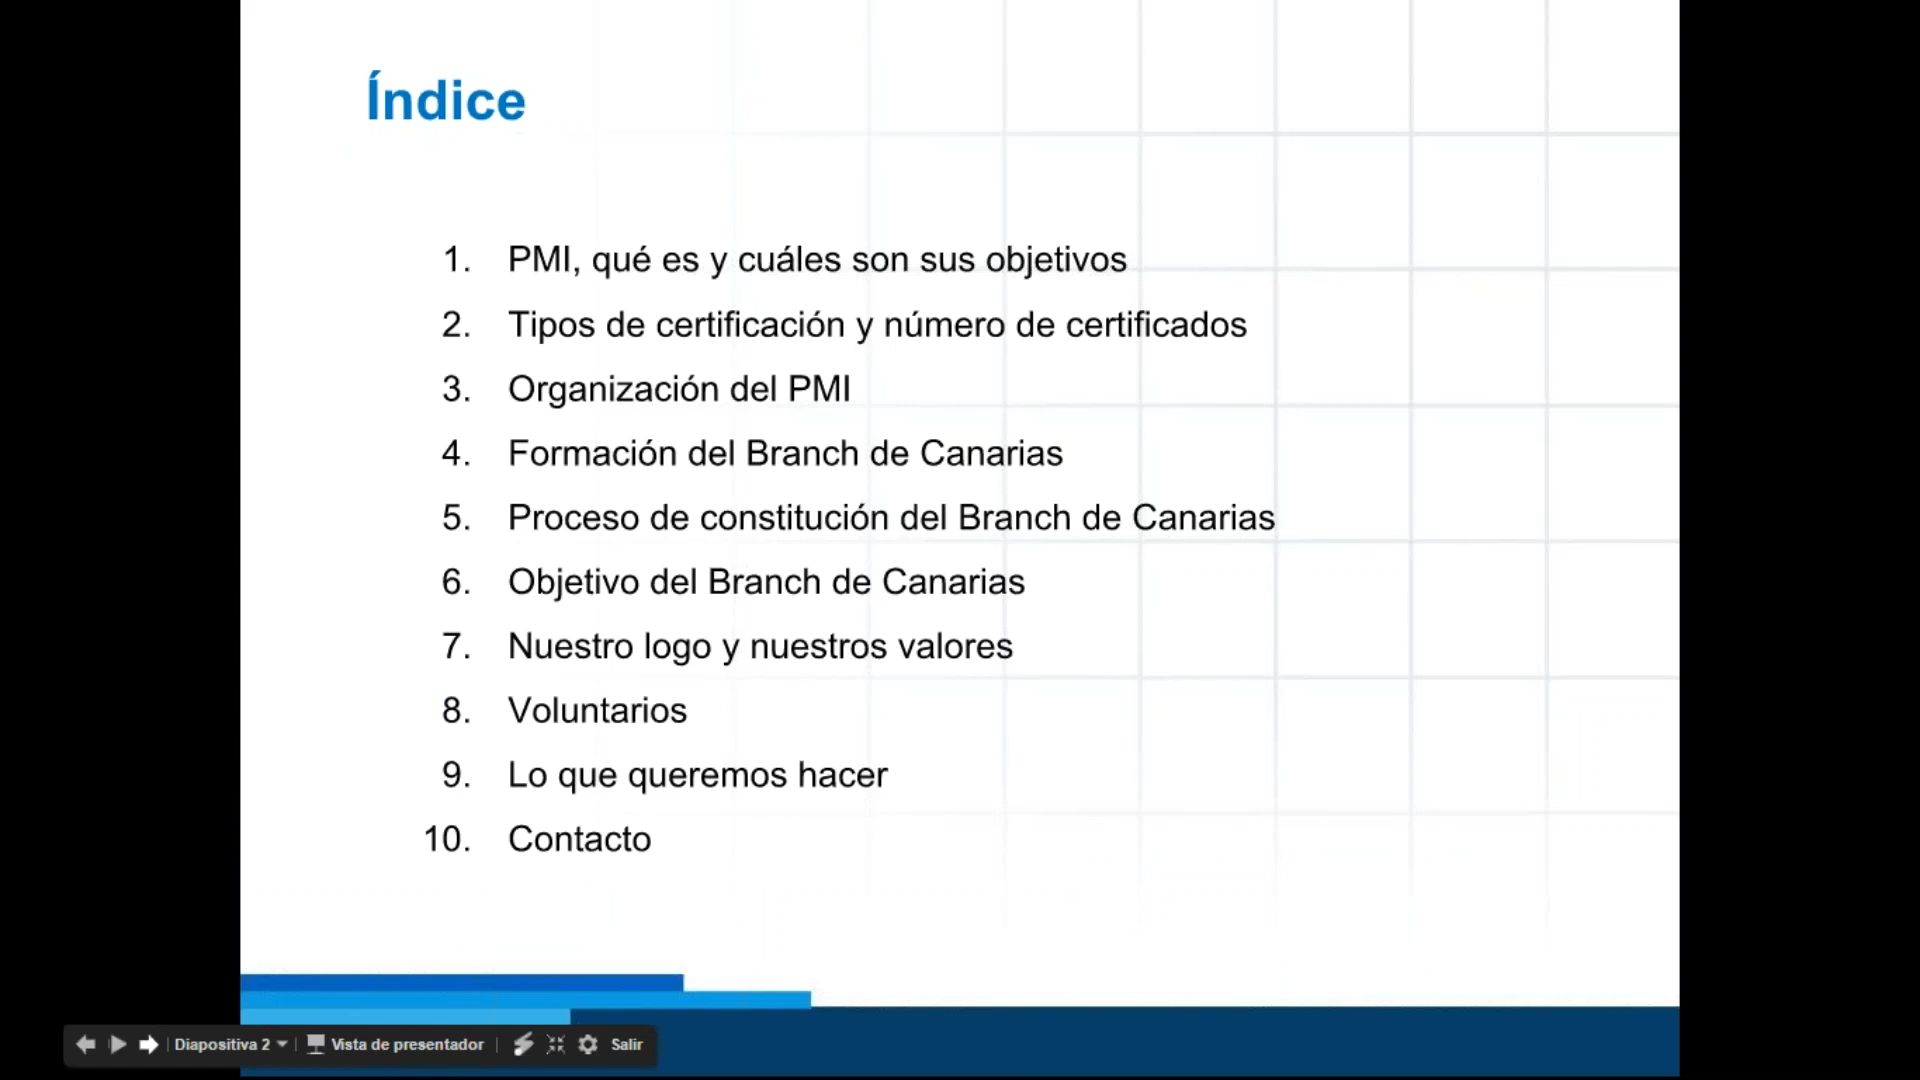 Índice
1. PMI, qué es y cuáles son sus objetivos
2. Tipos de certificación y número de certificados
3. Organización del PMI
4. Formación del Branch de Canarias
5. Proceso de constitución del Branch de Canarias
6. Objetivo del Branch de Canarias
7. Nuestro logo y nuestros valores
8. Voluntarios
9. Lo que queremos hacer
10. Contacto
Diapositiva 2 Vista de presentador Salir